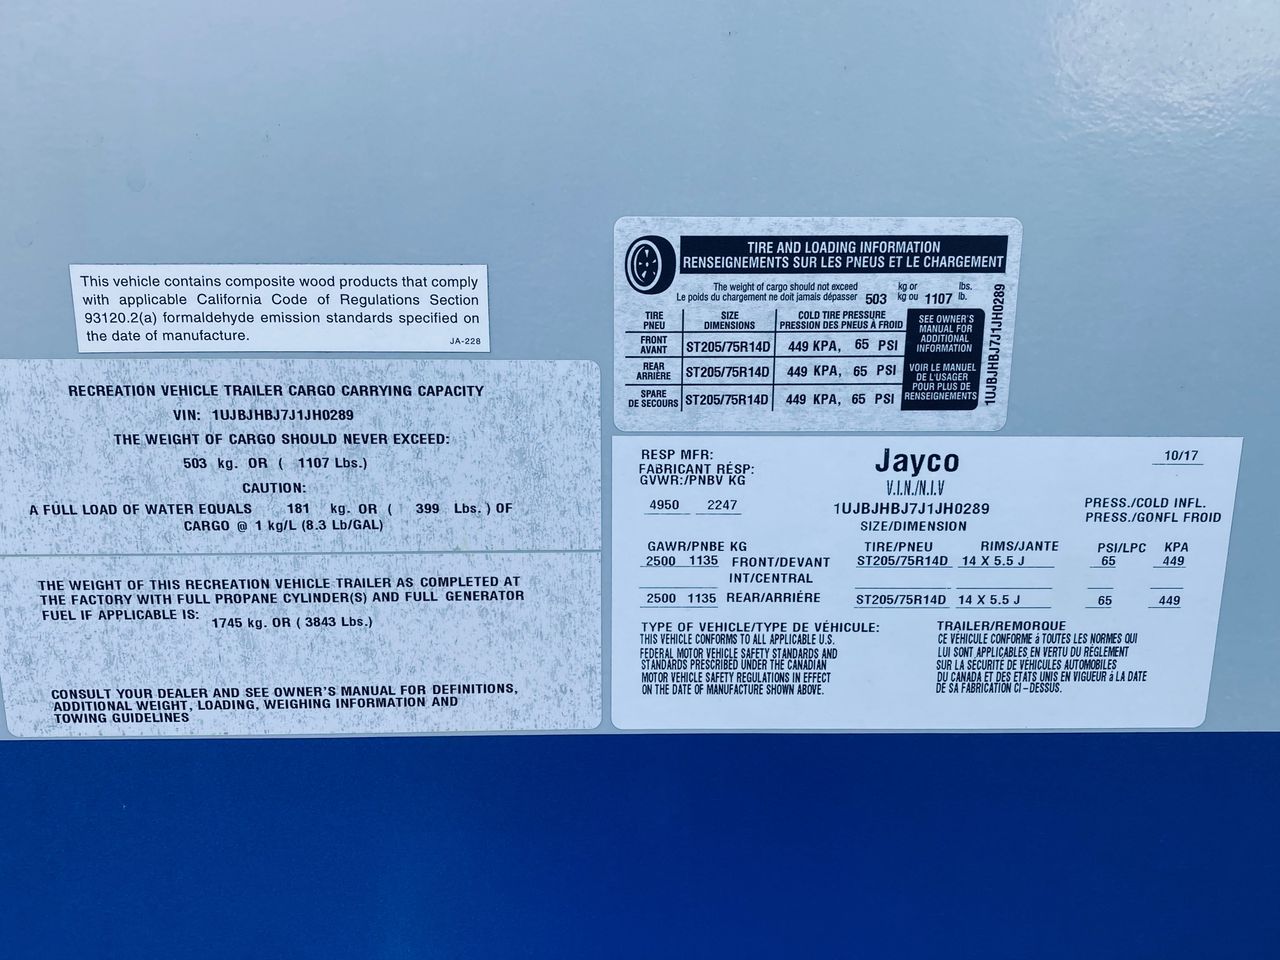 This vehicle contains composite wood products that comply
with applicable California Code of Regulations Section
93120.2(a) formaldehyde emission standards specified on
the date of manufacture.
JA-228
RECREATION VEHICLE TRAILER CARGO CARRYING CAPACITY
VIN: 1UJBJHBJ7J1JH0289
THE WEIGHT OF CARGO SHOULD NEVER EXCEED:
503 kg. OR ( 1107 Lbs.)
CAUTION:
A FULL LOAD OF WATER EQUALS 181 kg. OR ( 399 Lbs. ) OF
CARGO @ 1 kg/L (8.3 Lb/GAL)
THE WEIGHT OF THIS RECREATION VEHICLE TRAILER AS COMPLETED AT
THE FACTORY WITH FULL PROPANE CYLINDER(S) AND FULL GENERATOR
FUEL IF APPLICABLE IS: 1745 kg. OR ( 3843 Lbs.)
CONSULT YOUR DEALER AND SEE OWNER'S MANUAL FOR DEFINITIONS,
ADDITIONAL WEIGHT, LOADING, WEIGHING INFORMATION AND
TOWING GUIDELINES
TIRE AND LOADING INFORMATION
RENSEIGNEMENTS SUR LES PNEUS ET LE CHARGEMENT
The weight of cargo should not exceed kg or lbs.
Le poids du chargement ne doit jamais dépasser 503 kg ou 1107 lb.
TIRE SIZE COLD TIRE PRESSURE
PNEU DIMENSIONS PRESSION DES PNEUS À FROID
FRONT
AVANT ST205/75R14D 449 KPA, 65 PSI
REAR
ARRIÈRE ST205/75R14D 449 KPA, 65 PSI
SPARE
DE SECOURS ST205/75R14D 449 KPA, 65 PSI
SEE OWNER'S
MANUAL FOR
ADDITIONAL
INFORMATION
VOIR LE MANUEL
DE L'USAGER
POUR PLUS DE
RENSEIGNEMENTS
1UJBJHBJ7J1JH0289
RESP MFR: Jayco 10/17
FABRICANT RÉSP:
GVWR:/PNBV KG V.I.N./N.I.V
4950 2247 1UJBJHBJ7J1JH0289 PRESS./COLD INFL.
SIZE/DIMENSION PRESS./GONFL FROID
GAWR/PNBE KG TIRE/PNEU RIMS/JANTE PSI/LPC KPA
2500 1135 FRONT/DEVANT ST205/75R14D 14 X 5.5 J 65 449
INT/CENTRAL
2500 1135 REAR/ARRIÉRE ST205/75R14D 14 X 5.5 J 65 449
TYPE OF VEHICLE/TYPE DE VÉHICULE: TRAILER/REMORQUE
THIS VEHICLE CONFORMS TO ALL APPLICABLE U.S.
FEDERAL MOTOR VEHICLE SAFETY STANDARDS AND
STANDARDS PRESCRIBED UNDER THE CANADIAN
MOTOR VEHICLE SAFETY REGULATIONS IN EFFECT
ON THE DATE OF MANUFACTURE SHOWN ABOVE.
CE VÉHICULE CONFORME á TOUTES LES NORMES QUI
LUI SONT APPLICABLES EN VERTU DU RÈGLEMENT
SUR LA SÉCURITÉ DE VÉHICULES AUTOMOBILES
DU CANADA ET DES ETATS UNIS EN VIGUEUR á LA DATE
DE SA FABRICATION CI-DESSUS.